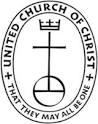 UNITED CHURCH OF CHRIST
THAT THEY MAY ALL BE ONE